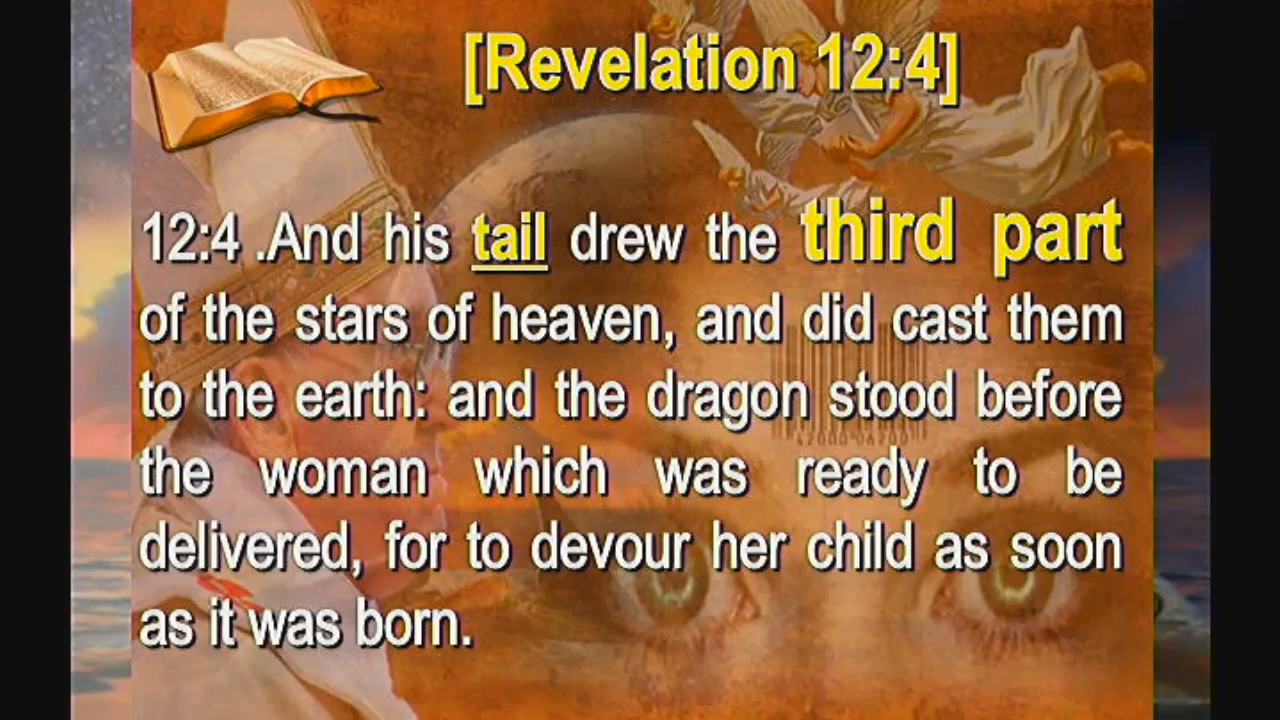 [Revelation 12:4]
12:4 .And his tail drew the third part
of the stars of heaven, and did cast them
to the earth: and the dragon stood before
the woman which was ready to be
delivered, for to devour her child as soon
as it was born.